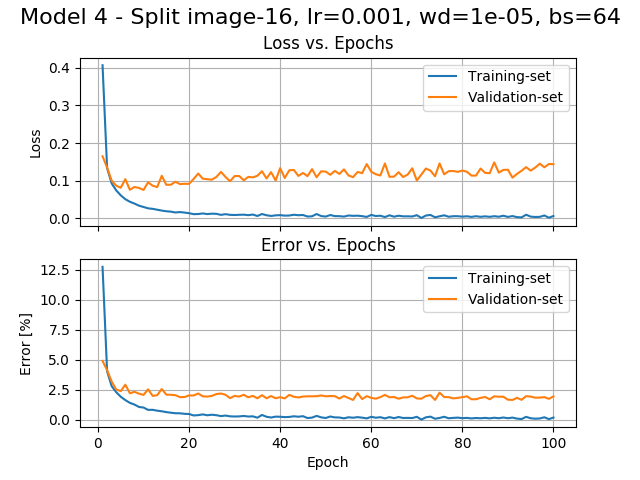 Model 4 - Split image-16, lr=0.001, wd=1e-05, bs=64
Loss vs. Epochs
0.4
0.3
0.2
0.1
0.0
Loss
Training-set
Validation-set
Error vs. Epochs
12.5
10.0
7.5
5.0
2.5
0.0
Error [%]
Training-set
Validation-set
0 20 40 60 80 100
Epoch